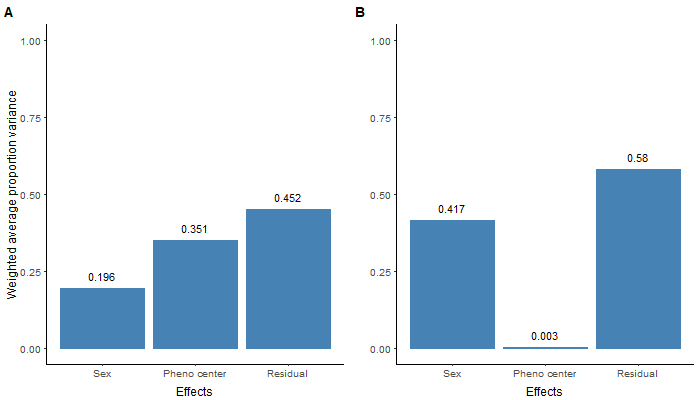 A
Weighted average proportion variance
1.00
0.75
0.50
0.25
0.00
0.196
0.351
0.452
Sex Pheno center Residual
Effects
B
1.00
0.75
0.50
0.25
0.00
0.417
0.003
0.58
Sex Pheno center Residual
Effects